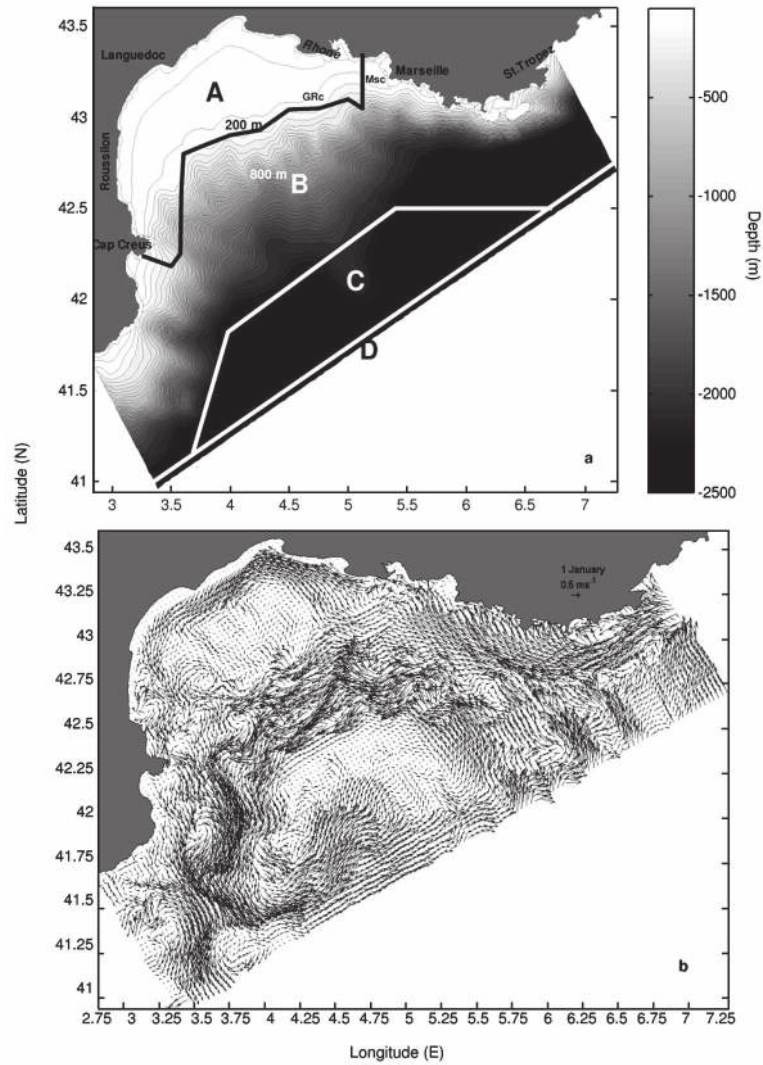 43.5
43
42.5
42
41.5
41
3 3.5 4 4.5 5 5.5 6 6.5 7
Languedoc
Rhone
Marseille
St.Tropez
Msc
GRc
A
200 m
Roussilon
800 m B
Cap Creus
C
D
a
-500
-1000
-1500
-2000
-2500
Depth (m)
Latitude (N)
43.5
43.25
43
42.75
42.5
42.25
42
41.75
41.5
41.25
41
1 January
0.5 ms-1
b
2.75 3 3.25 3.5 3.75 4 4.25 4.5 4.75 5 5.25 5.5 5.75 6 6.25 6.75 7 7.25
Longitude (E)